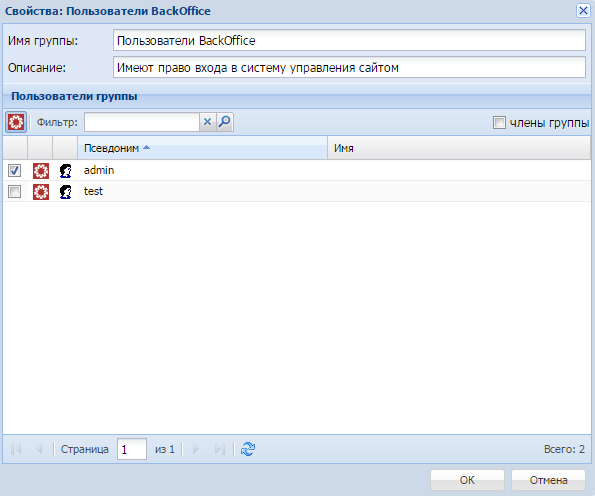 Свойства: Пользователи BackOffice
Имя группы: Пользователи BackOffice
Описание: Имеют право входа в систему управления сайтом
Пользователи группы
Фильтр: члены группы
Псевдоним Имя
admin
test
Страница 1 из 1 Всего: 2
OK Отмена